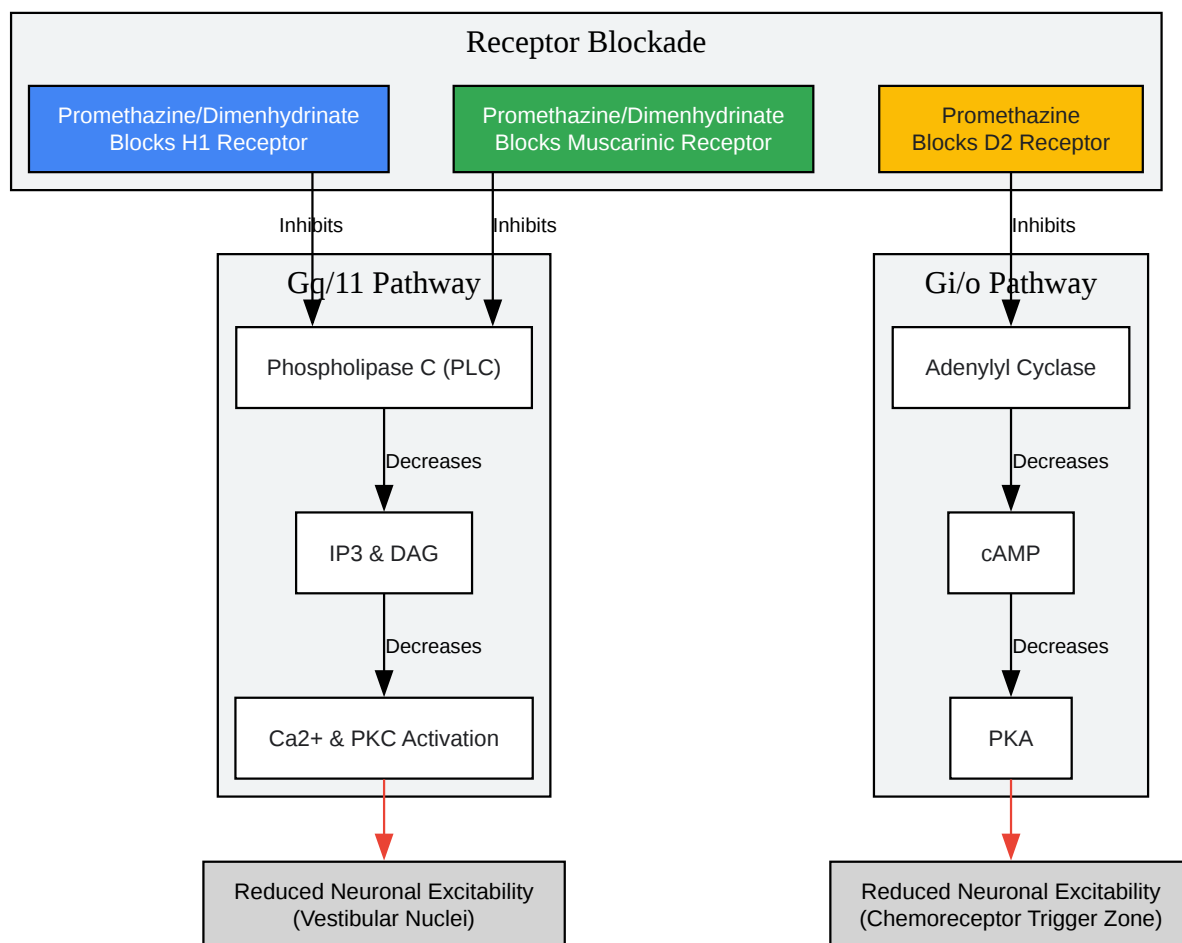 Receptor Blockade
Promethazine/Dimenhydrinate
Blocks H1 Receptor
Promethazine/Dimenhydrinate
Blocks Muscarinic Receptor
Promethazine
Blocks D2 Receptor
Inhibits
Inhibits
Inhibits
Gq/11 Pathway
Gi/o Pathway
Phospholipase C (PLC)
Adenylyl Cyclase
Decreases
Decreases
IP3 & DAG
cAMP
Decreases
Decreases
Ca2+ & PKC Activation
PKA
Reduced Neuronal Excitability
(Vestibular Nuclei)
Reduced Neuronal Excitability
(Chemoreceptor Trigger Zone)